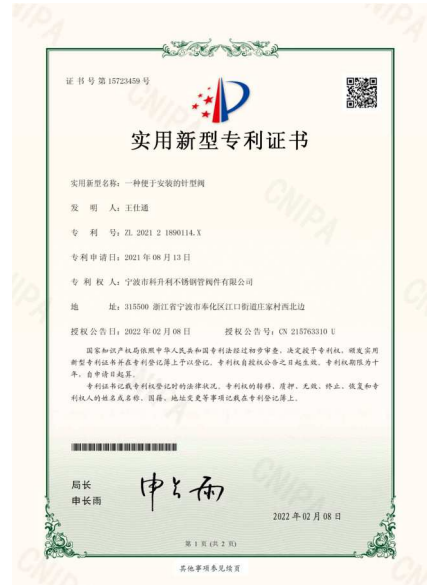 证书号第15723459号
实用新型专利证书
实用新型名称：一种便于安装的针型阀
发 明 人：王仕通
专 利 号：ZL 2021 2 1890114.X
专利申请日：2021年08月13日
专 利 权 人：宁波市科升利不锈钢管阀件有限公司
地 址：315500 浙江省宁波市奉化区江口街道庄家村西北边
授权公告日：2022年02月08日 授权公告号：CN 215763310 U
国家知识产权局依照中华人民共和国专利法经过初步审查，决定授予专利权，颁发实用
新型专利证书并在专利登记簿上予以登记。专利权自授权公告之日起生效。专利权期限为十
年，自申请日起算。
专利证书记载专利权登记时的法律状况。专利权的转移、质押、无效、终止、恢复和专
利权人的姓名或名称、国籍、地址变更等事项记载在专利登记簿上。
局长
申长雨
申长雨
2022年02月08日
第 1 页 (共 2 页)
其他事项参见续页
CNIPA
CNIPA
CNIPA
CNIPA